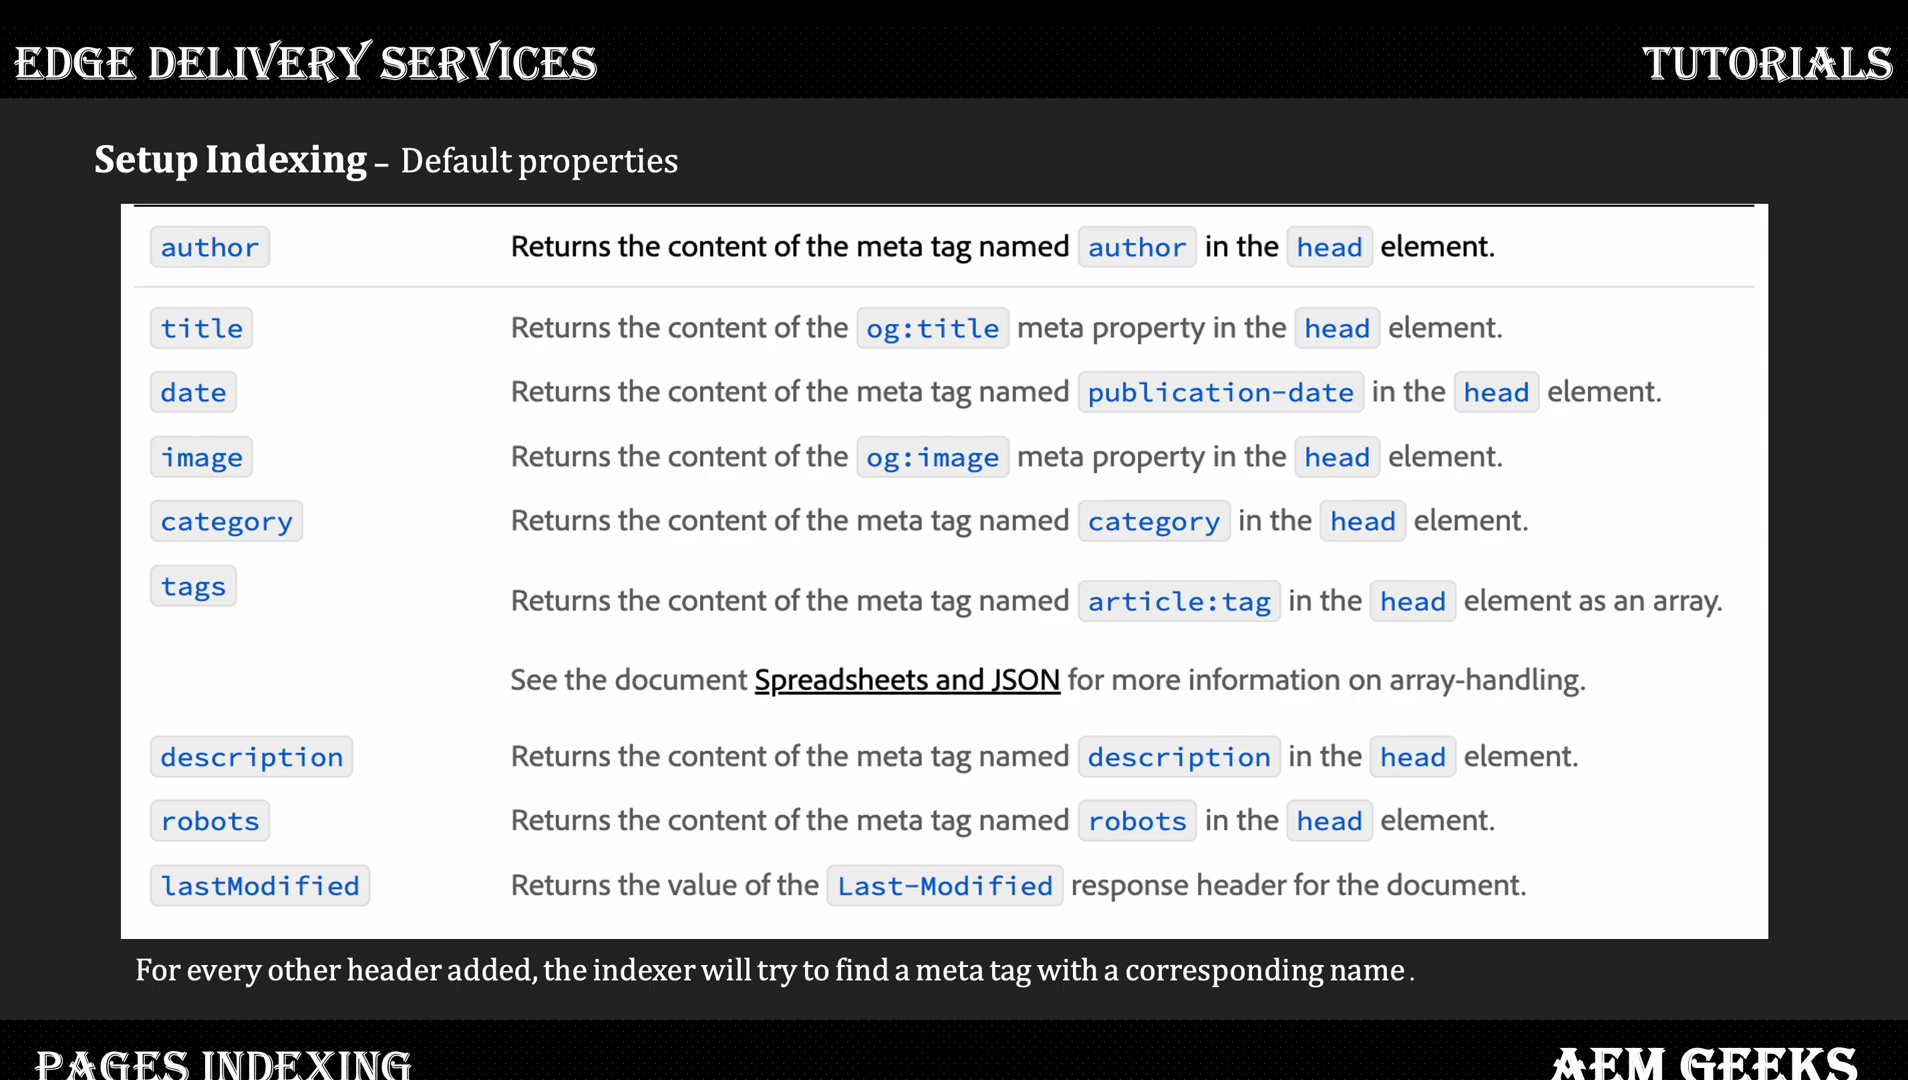 EDGE DELIVERY SERVICES
TUTORIALS
Setup Indexing – Default properties
author Returns the content of the meta tag named author in the head element.
title Returns the content of the og:title meta property in the head element.
date Returns the content of the meta tag named publication-date in the head element.
image Returns the content of the og:image meta property in the head element.
category Returns the content of the meta tag named category in the head element.
tags Returns the content of the meta tag named article:tag in the head element as an array.
See the document Spreadsheets and JSON for more information on array-handling.
description Returns the content of the meta tag named description in the head element.
robots Returns the content of the meta tag named robots in the head element.
lastModified Returns the value of the Last-Modified response header for the document.
For every other header added, the indexer will try to find a meta tag with a corresponding name .
PAGES INDEXING
AEM GEEKS